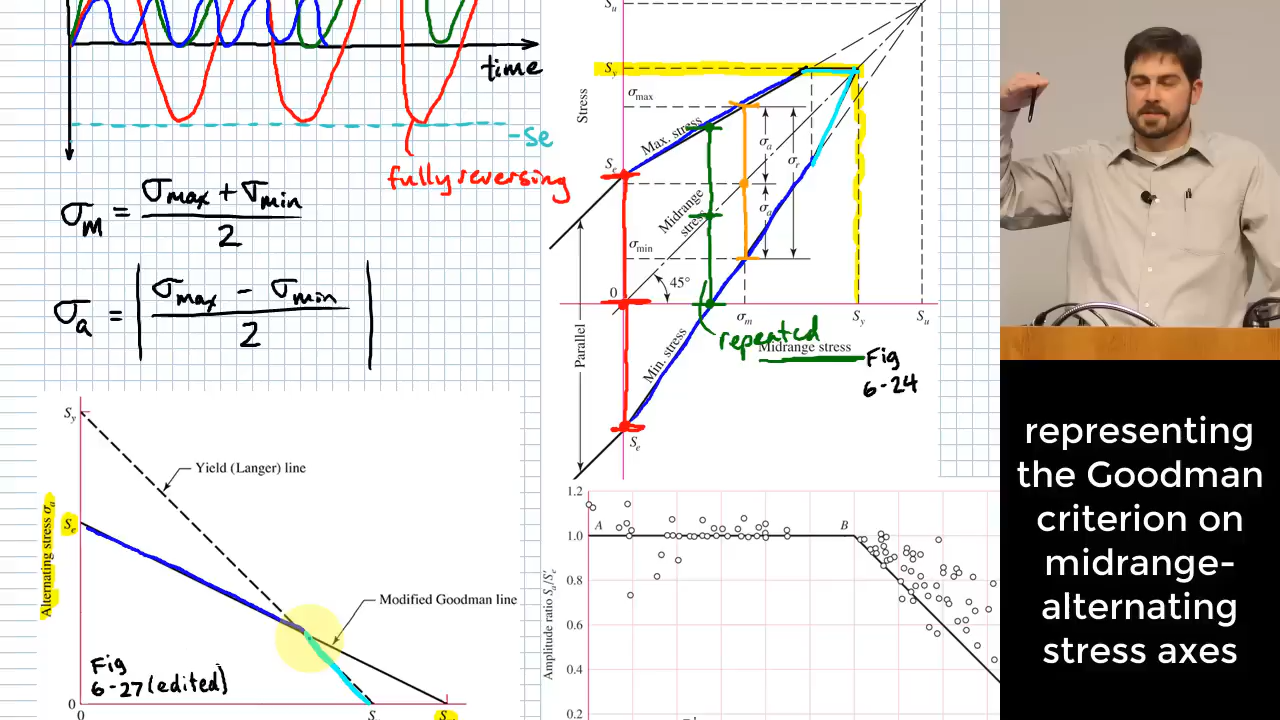 time
-Se
fully reversing
σm = σmax + σmin
2
σa = | σmax - σmin |
2
Su
Sy
σmax
Stress
Max. stress
σa
σr
Se
Midrange
stress
σa
σmin
0
45°
σm
Sy
Su
Parallel
Min. stress
repeated
Midrange stress
Fig
6-24
Se
Sy
Yield (Langer) line
Alternating stress σa
Se
Modified Goodman line
Fig
6-27 (edited)
0
0
S
1.2
1.0
0.8
0.6
0.4
0.2
A
B
Amplitude ratio Sa/S'e
representing
the Goodman
criterion on
midrange-
alternating
stress axes